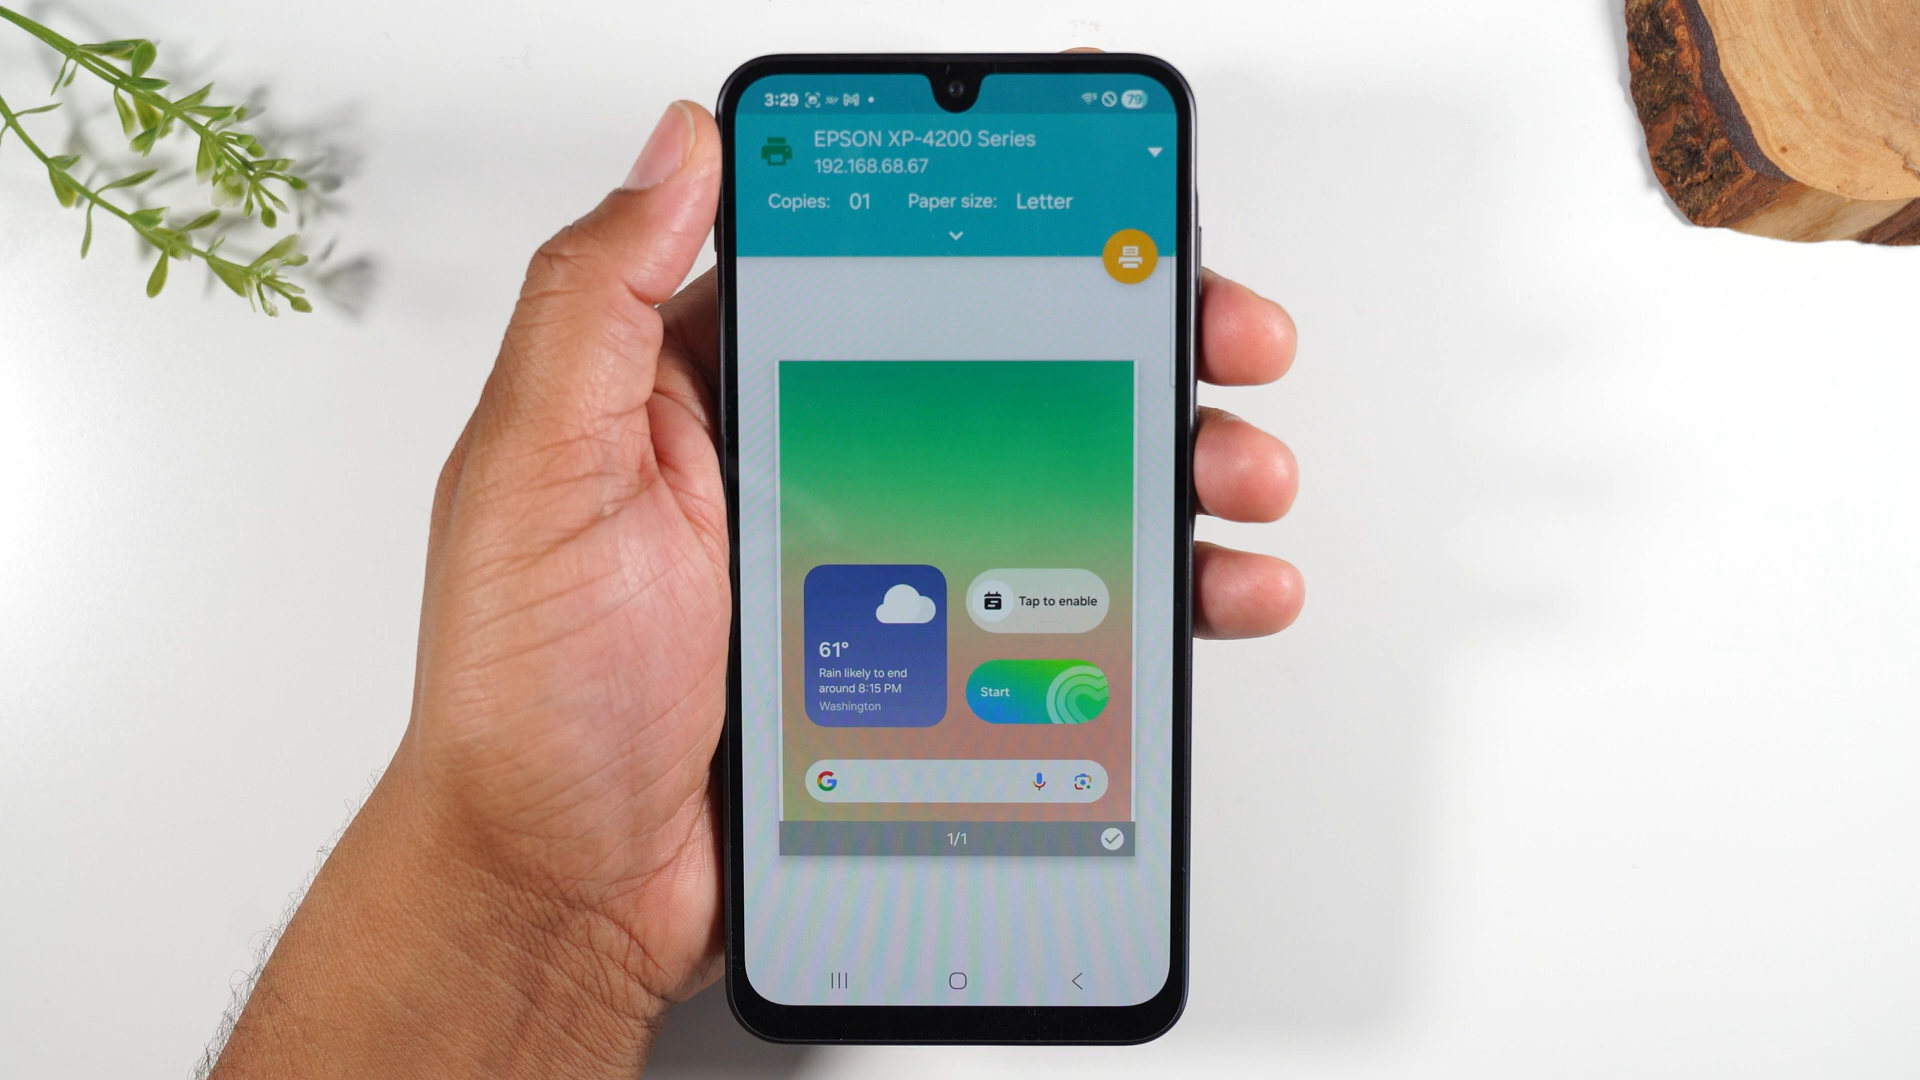 3:29
79
EPSON XP-4200 Series
192.168.68.67
Copies: 01 Paper size: Letter
Tap to enable
61°
Rain likely to end
around 8:15 PM
Washington
Start
1/1